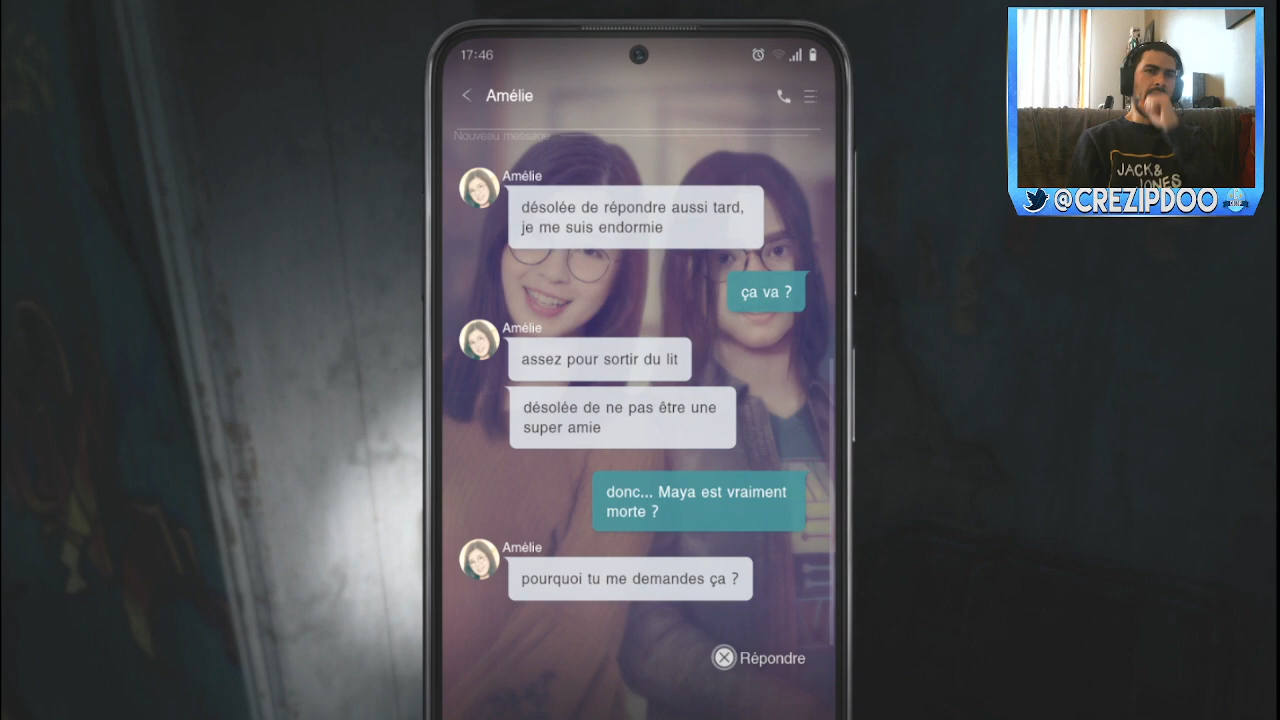 17:46
Amélie
Nouveau message
Amélie
désolée de répondre aussi tard,
je me suis endormie
ça va ?
Amélie
assez pour sortir du lit
désolée de ne pas être une
super amie
donc... Maya est vraiment
morte ?
Amélie
pourquoi tu me demandes ça ?
Répondre
JACK&
JONES
@CREZIPDOO